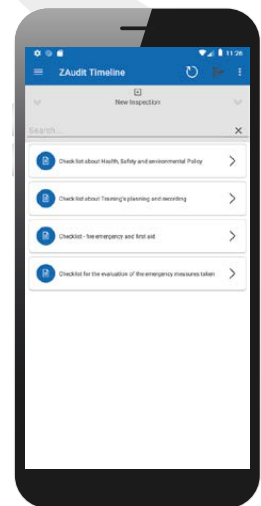 11:26
ZAudit Timeline
New Inspection
Search...
Check list about Health, Safety and environmental Policy
Check list about Training's planning and recording
Checklist - fire emergency and first aid
Checklist for the evaluation of the emergency measures taken